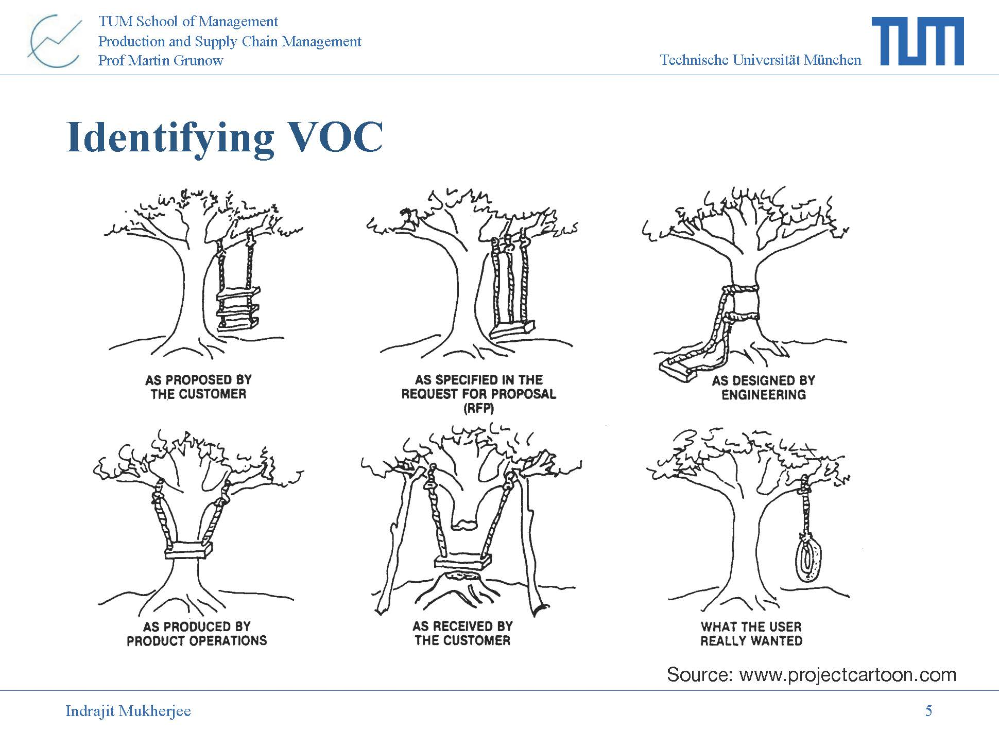 TUM School of Management
Production and Supply Chain Management
Prof Martin Grunow
Technische Universität München
TUM
Identifying VOC
AS PROPOSED BY
THE CUSTOMER
AS SPECIFIED IN THE
REQUEST FOR PROPOSAL
(RFP)
AS DESIGNED BY
ENGINEERING
AS PRODUCED BY
PRODUCT OPERATIONS
AS RECEIVED BY
THE CUSTOMER
WHAT THE USER
REALLY WANTED
Source: www.projectcartoon.com
Indrajit Mukherjee
5